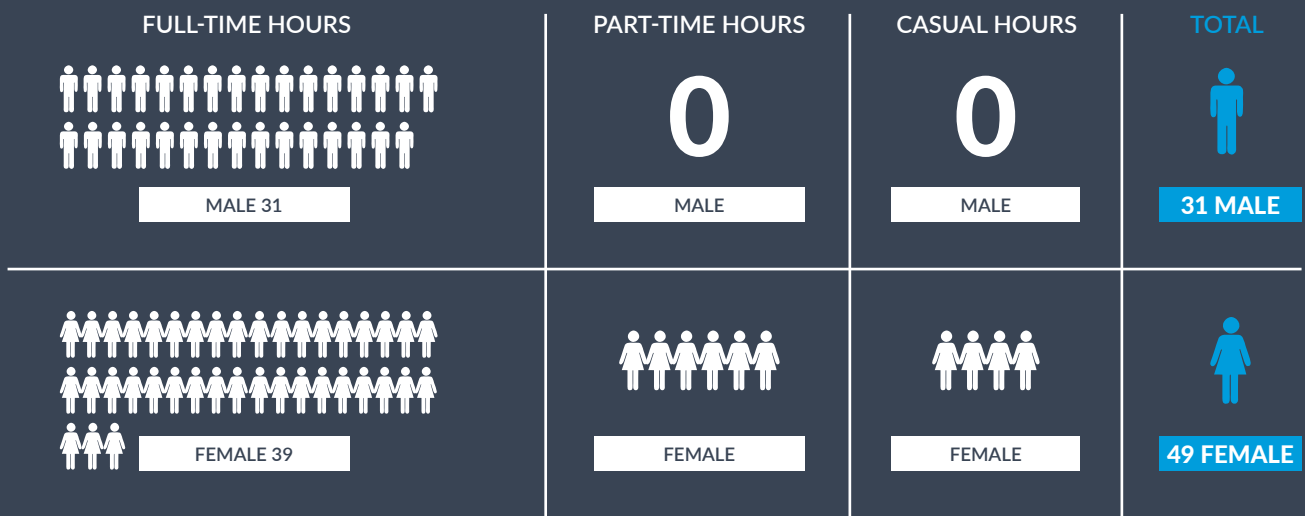 FULL-TIME HOURS
PART-TIME HOURS
CASUAL HOURS
TOTAL
0
0
MALE 31
MALE
MALE
31 MALE
FEMALE 39
FEMALE
FEMALE
49 FEMALE